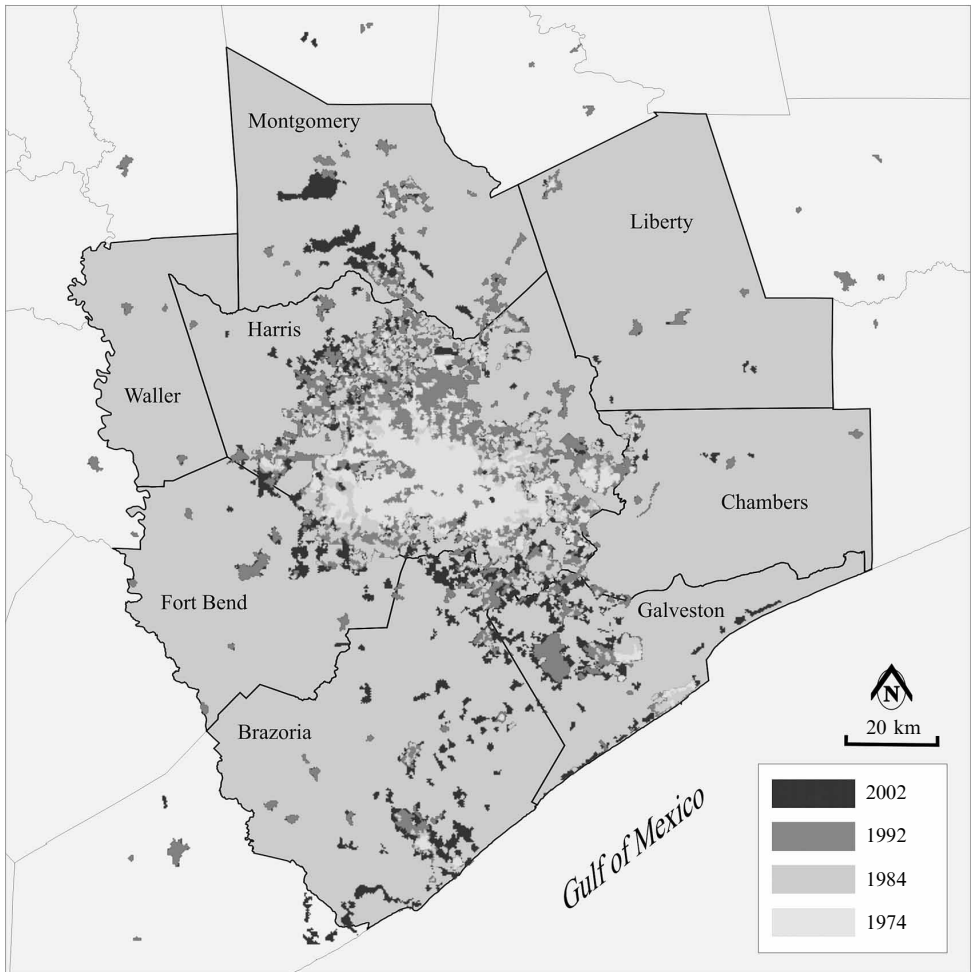 Montgomery
Liberty
Harris
Waller
Chambers
Fort Bend
Galveston
Brazoria
N
20 km
Gulf of Mexico
2002
1992
1984
1974